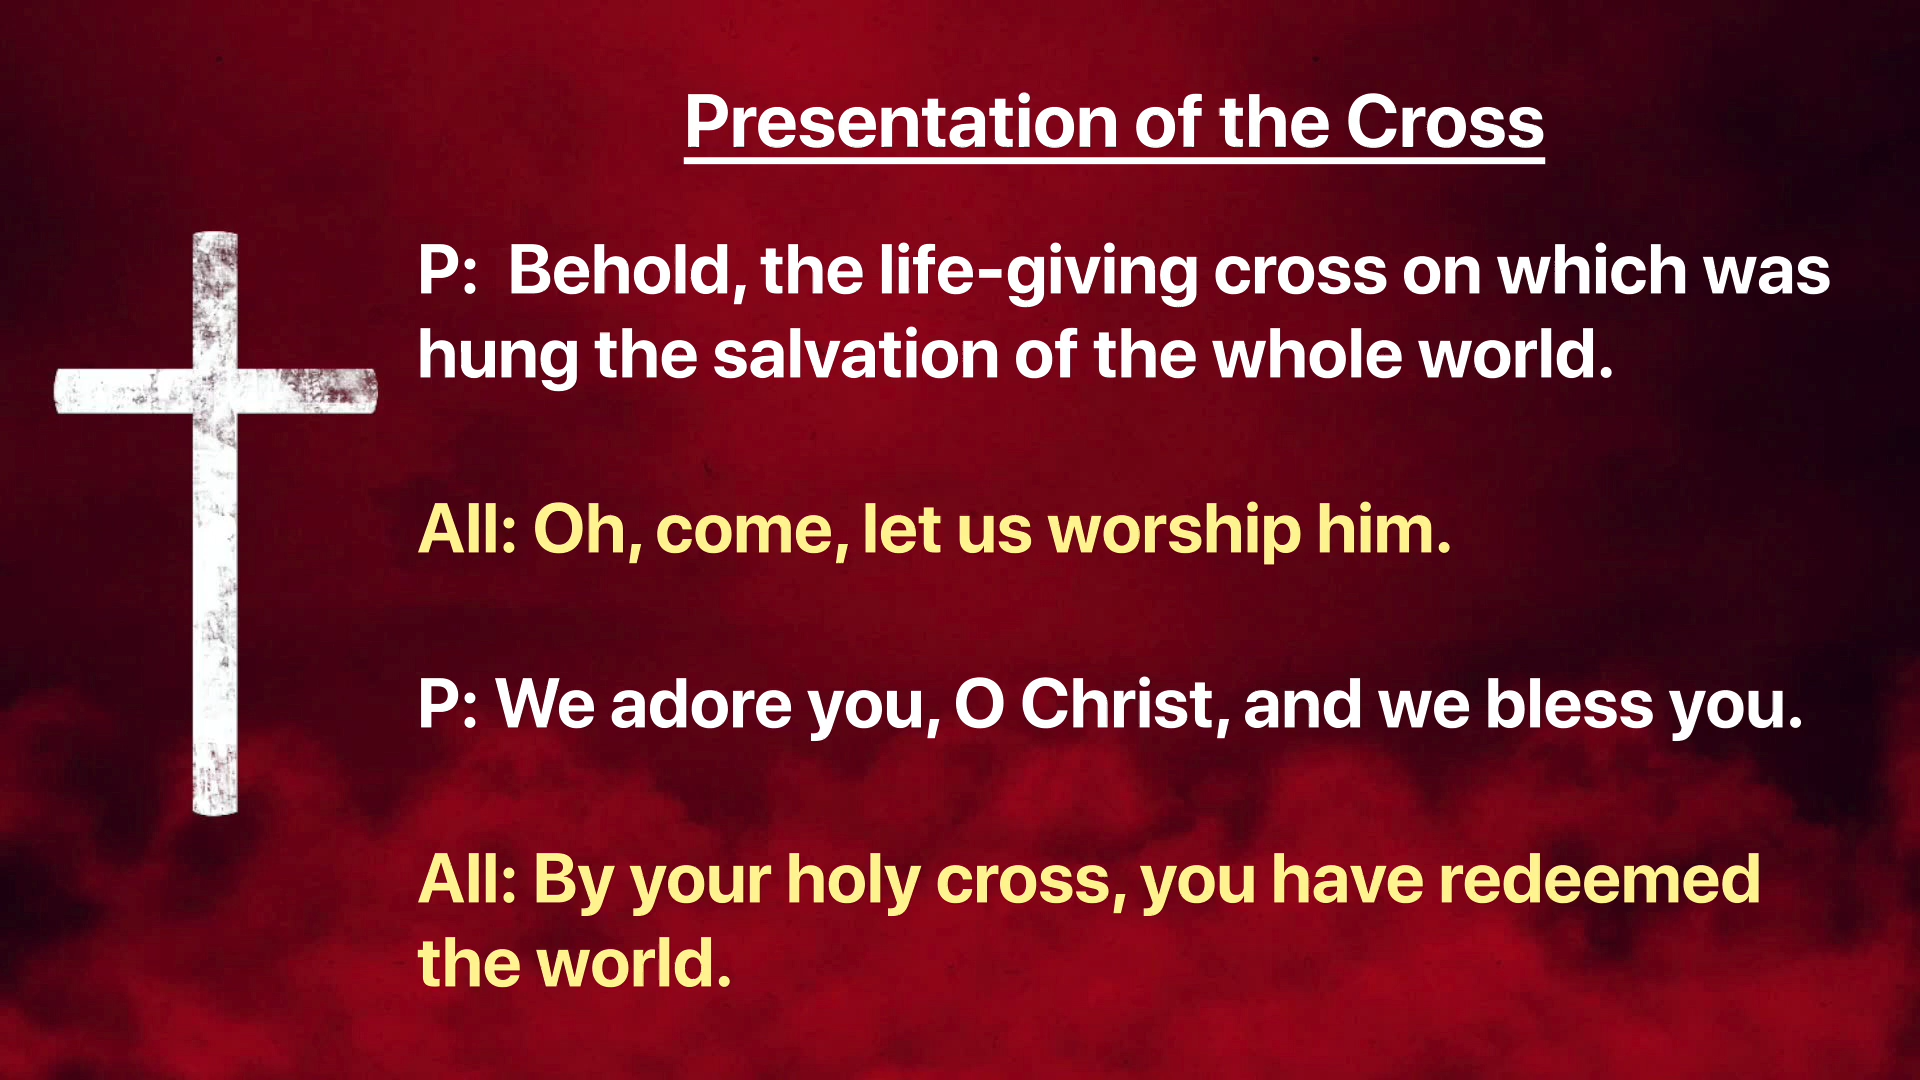 Presentation of the Cross
P:  Behold, the life-giving cross on which was
hung the salvation of the whole world.
All: Oh, come, let us worship him.
P: We adore you, O Christ, and we bless you.
All: By your holy cross, you have redeemed
the world.